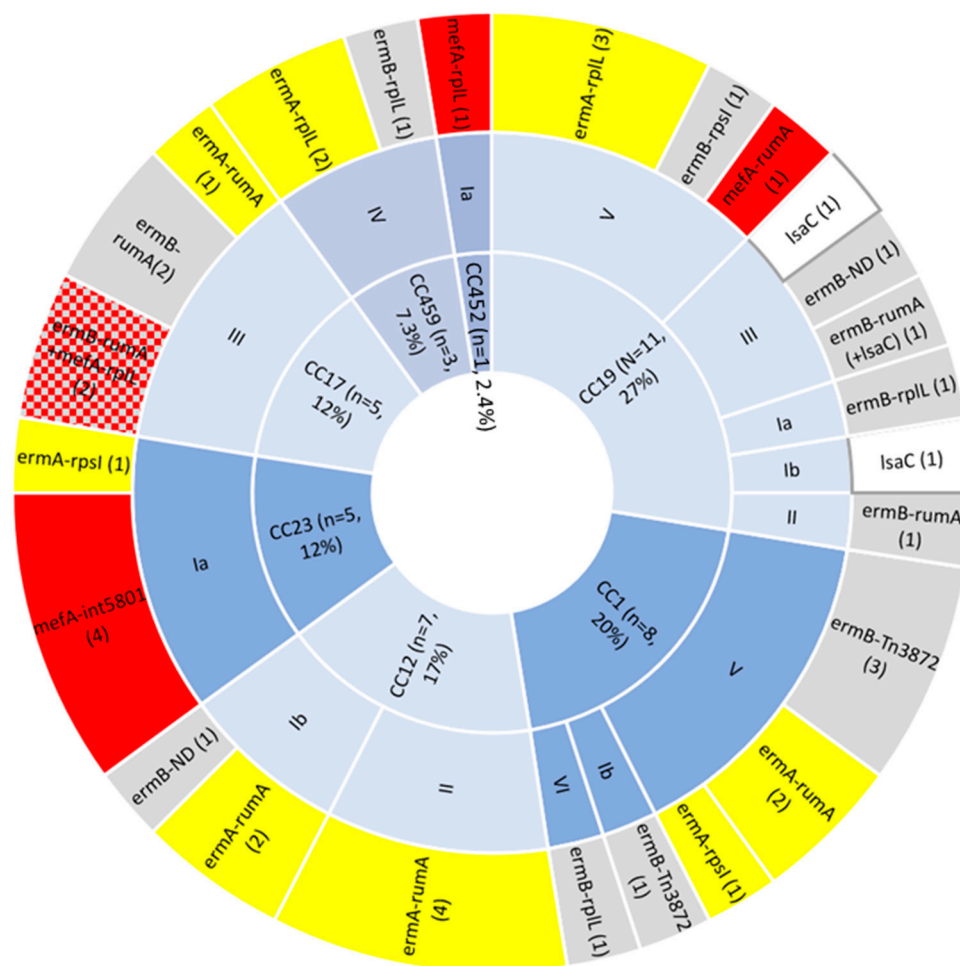 ermA-rplL (3)
ermB-rpsI (1)
mefA-rumA
(1)
lsaC (1)
ermB-ND (1)
ermB-rumA
(+lsaC) (1)
ermB-rplL (1)
lsaC (1)
ermB-rumA
(1)
ermB-Tn3872
(3)
ermA-rumA
(2)
ermA-rpsI (1)
ermB-Tn3872
(1)
ermB-rplL (1)
ermA-rumA
(4)
ermA-rumA
(2)
ermB-ND (1)
mefA-int5801
(4)
ermA-rpsI (1)
ermB-rumA
+mefA-rplL
(2)
ermB-
rumA(2)
ermA-rumA
(1)
ermA-rplL (2)
ermB-rplL (1)
mefA-rplL (1)
V
III
Ia
Ib
II
V
Ib
VI
II
Ib
Ia
III
IV
Ia
CC19 (N=11,
27%)
CC1 (n=8,
20%)
CC12 (n=7,
17%)
CC23 (n=5,
12%)
CC17 (n=5,
12%)
CC459 (n=3,
7.3%)
CC452 (n=1, 2.4%)